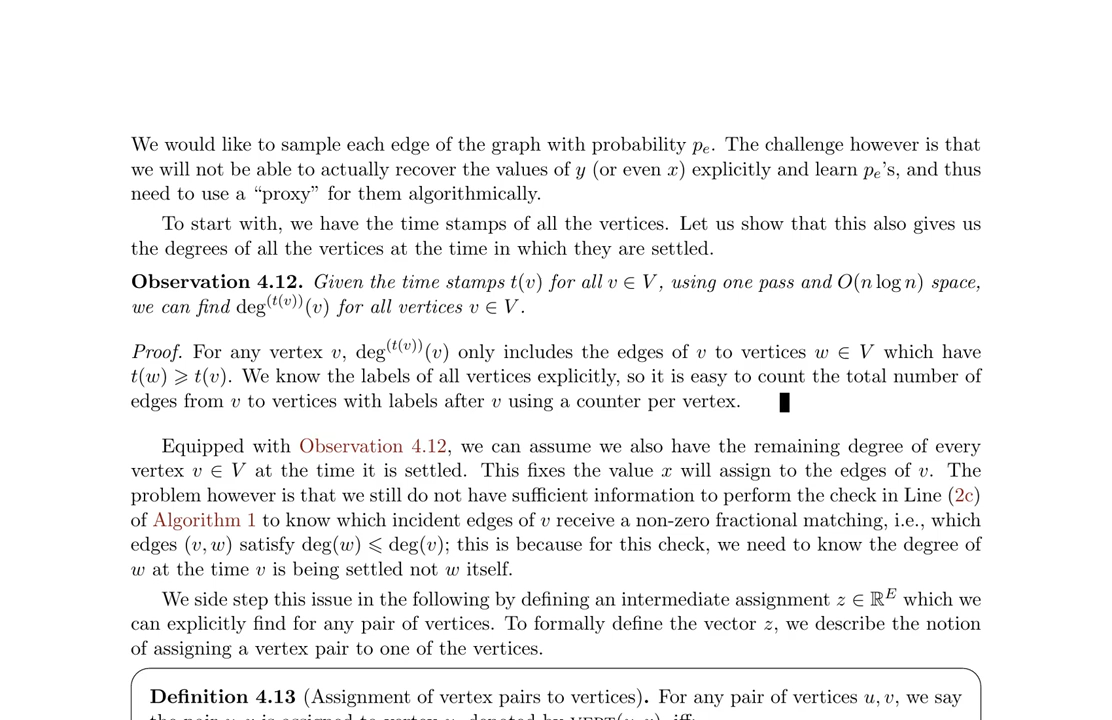 We would like to sample each edge of the graph with probability pₑ. The challenge however is that
we will not be able to actually recover the values of y (or even x) explicitly and learn pₑ's, and thus
need to use a “proxy” for them algorithmically.
To start with, we have the time stamps of all the vertices. Let us show that this also gives us
the degrees of all the vertices at the time in which they are settled.
Observation 4.12. Given the time stamps t(v) for all v ∈ V, using one pass and O(n log n) space,
we can find deg^(t(v))(v) for all vertices v ∈ V.
Proof. For any vertex v, deg^(t(v))(v) only includes the edges of v to vertices w ∈ V which have
t(w) ⩾ t(v). We know the labels of all vertices explicitly, so it is easy to count the total number of
edges from v to vertices with labels after v using a counter per vertex.
Equipped with Observation 4.12, we can assume we also have the remaining degree of every
vertex v ∈ V at the time it is settled. This fixes the value x will assign to the edges of v. The
problem however is that we still do not have sufficient information to perform the check in Line (2c)
of Algorithm 1 to know which incident edges of v receive a non-zero fractional matching, i.e., which
edges (v, w) satisfy deg(w) ⩽ deg(v); this is because for this check, we need to know the degree of
w at the time v is being settled not w itself.
We side step this issue in the following by defining an intermediate assignment z ∈ ℝ^E which we
can explicitly find for any pair of vertices. To formally define the vector z, we describe the notion
of assigning a vertex pair to one of the vertices.
Definition 4.13 (Assignment of vertex pairs to vertices). For any pair of vertices u, v, we say